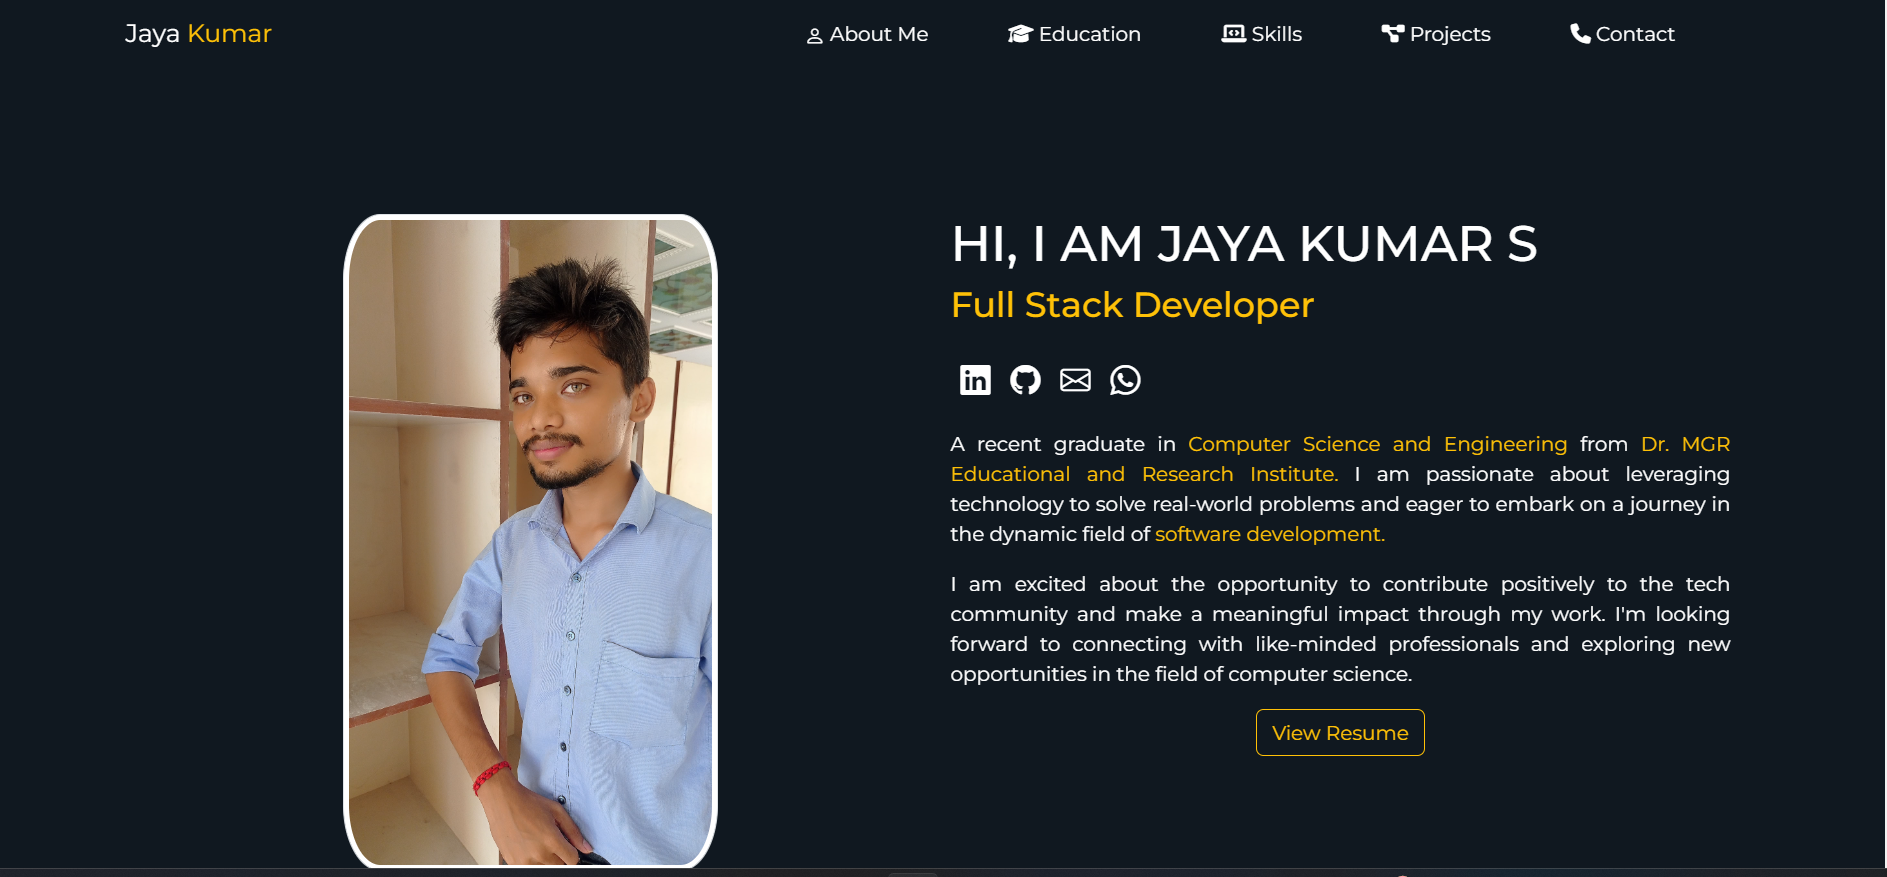 Jaya Kumar
About Me
Education
Skills
Projects
Contact
HI, I AM JAYA KUMAR S
Full Stack Developer
in
A recent graduate in Computer Science and Engineering from Dr. MGR
Educational and Research Institute. I am passionate about leveraging
technology to solve real-world problems and eager to embark on a journey in
the dynamic field of software development.
I am excited about the opportunity to contribute positively to the tech
community and make a meaningful impact through my work. I'm looking
forward to connecting with like-minded professionals and exploring new
opportunities in the field of computer science.
View Resume